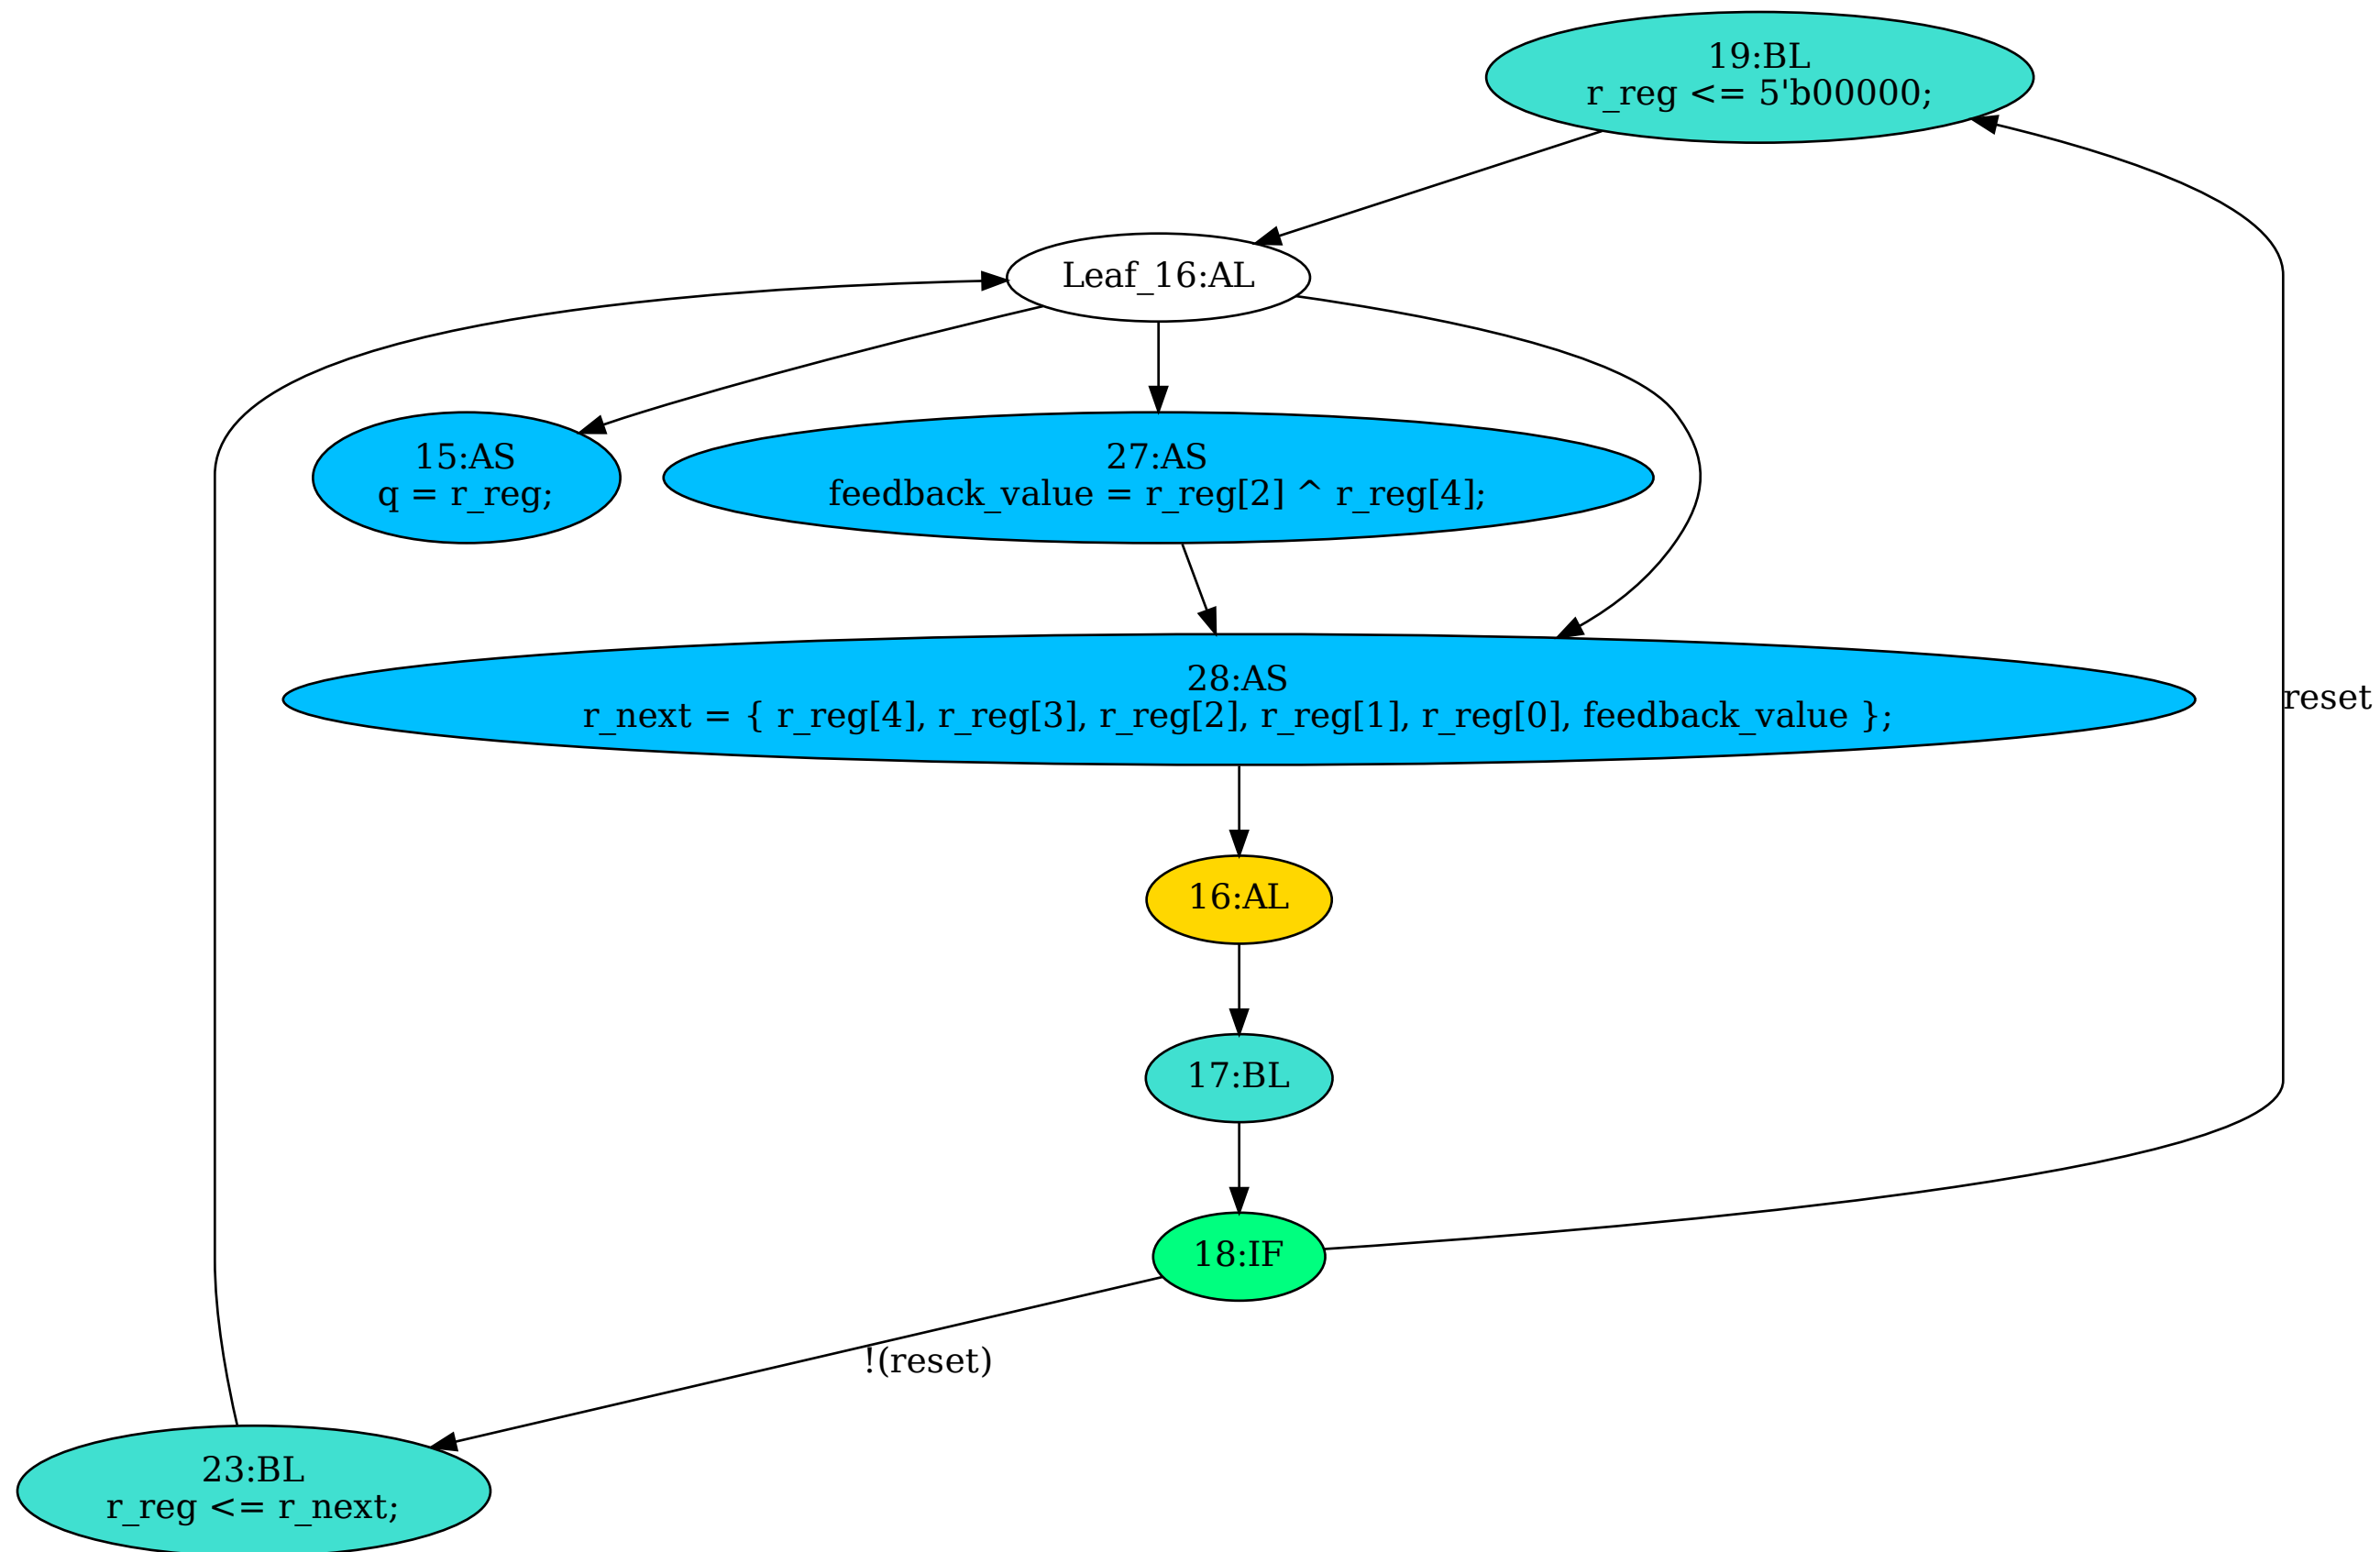 19:BL
r_reg <= 5'b00000;
Leaf_16:AL
15:AS
q = r_reg;
27:AS
feedback_value = r_reg[2] ^ r_reg[4];
28:AS
r_next = { r_reg[4], r_reg[3], r_reg[2], r_reg[1], r_reg[0], feedback_value };
reset
16:AL
17:BL
18:IF
!(reset)
23:BL
r_reg <= r_next;